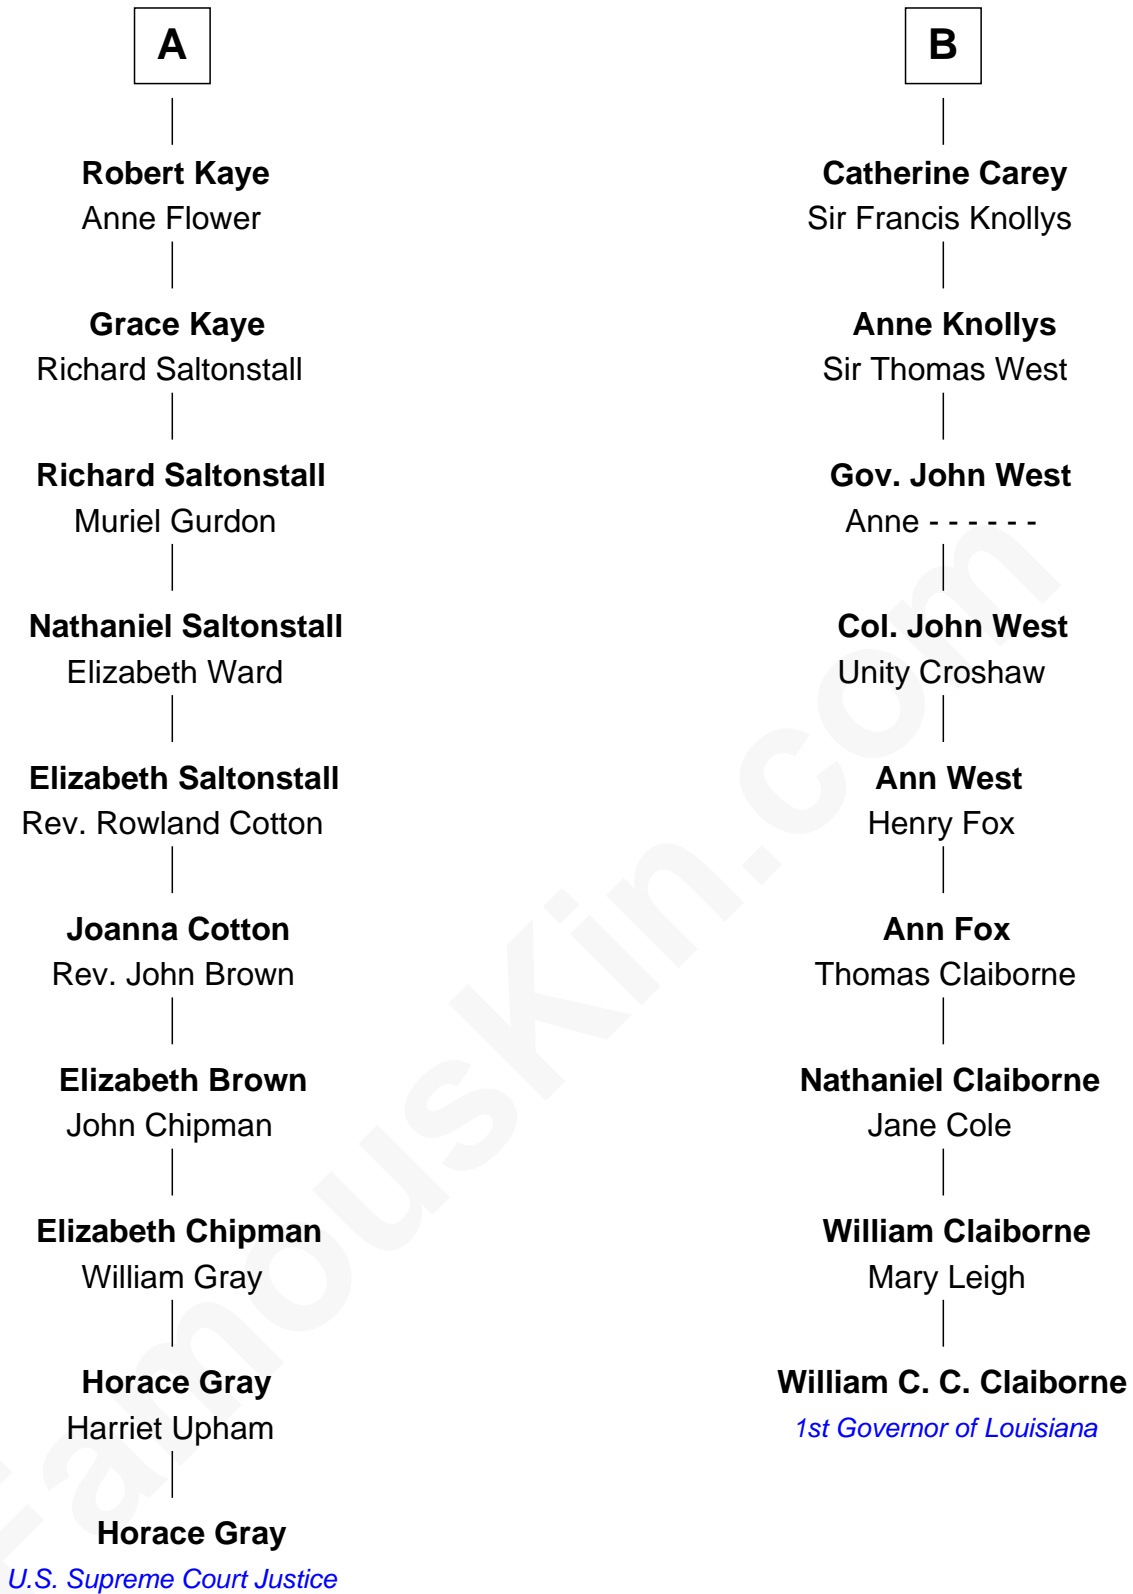 A
Robert Kaye
Anne Flower
Grace Kaye
Richard Saltonstall
Richard Saltonstall
Muriel Gurdon
Nathaniel Saltonstall
Elizabeth Ward
Elizabeth Saltonstall
Rev. Rowland Cotton
Joanna Cotton
Rev. John Brown
Elizabeth Brown
John Chipman
Elizabeth Chipman
William Gray
Horace Gray
Harriet Upham
Horace Gray
U.S. Supreme Court Justice
B
Catherine Carey
Sir Francis Knollys
Anne Knollys
Sir Thomas West
Gov. John West
Anne - - - - - -
Col. John West
Unity Croshaw
Ann West
Henry Fox
Ann Fox
Thomas Claiborne
Nathaniel Claiborne
Jane Cole
William Claiborne
Mary Leigh
William C. C. Claiborne
1st Governor of Louisiana
FamousKin.com